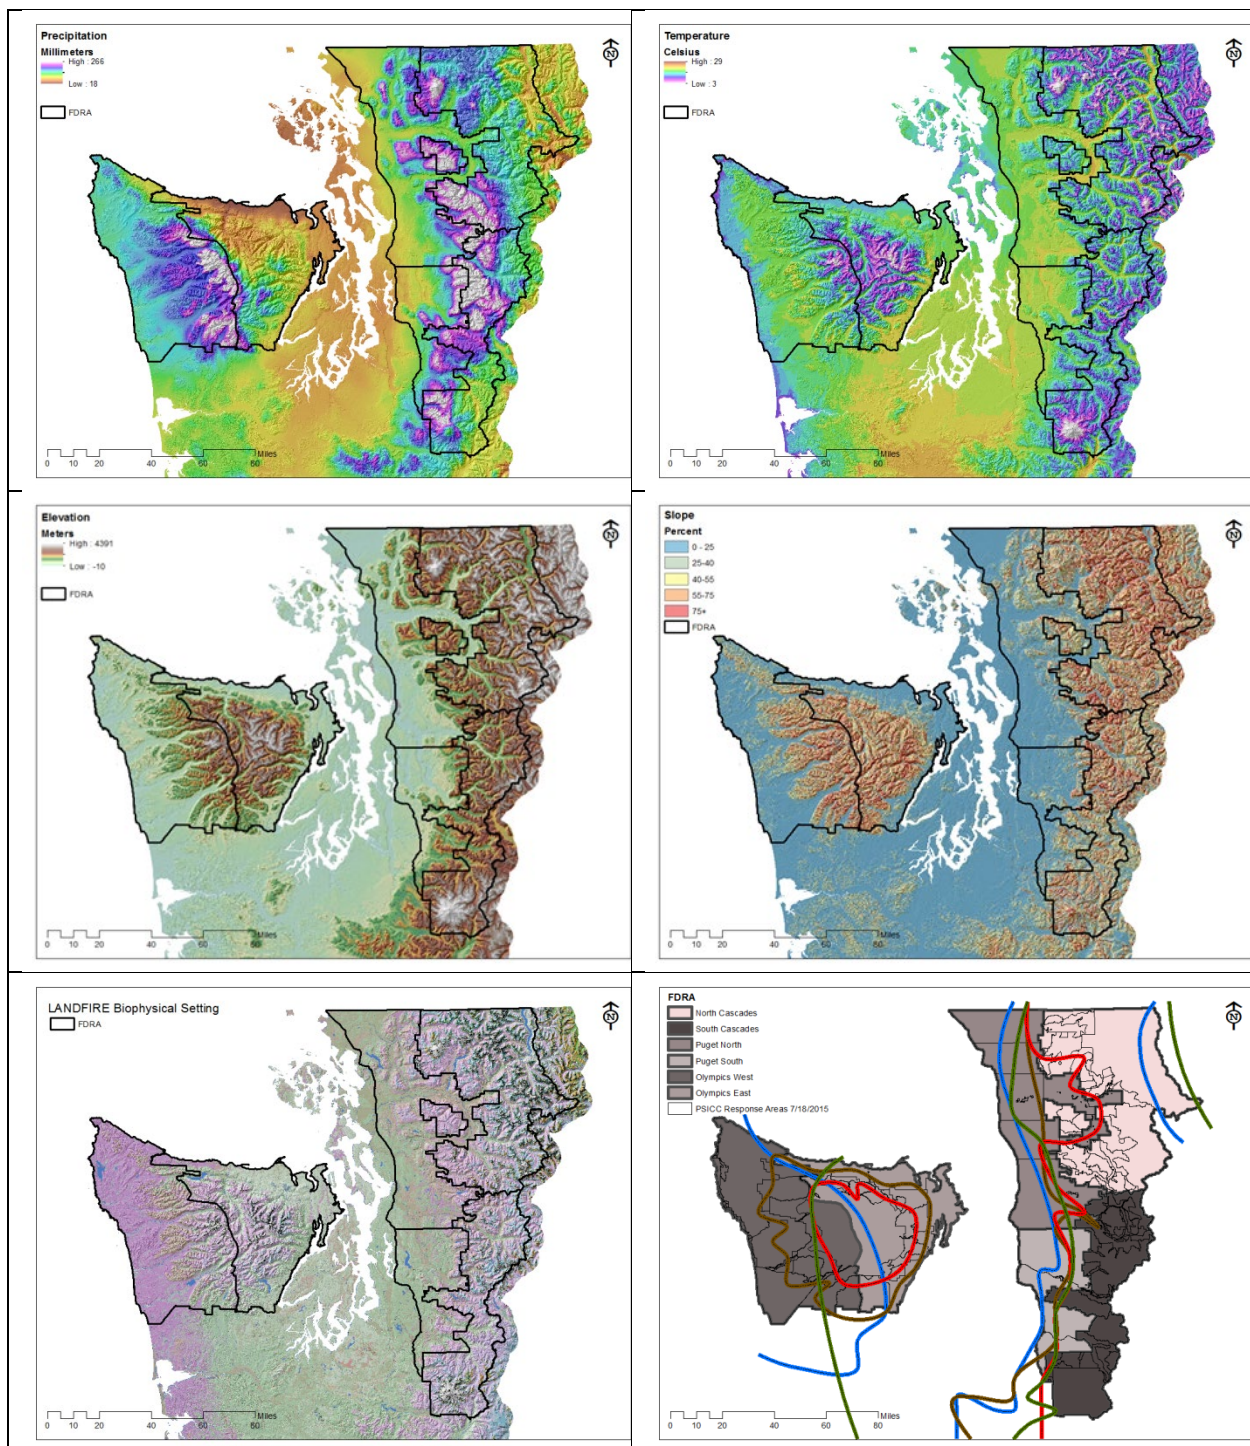 Precipitation
Millimeters
High : 266
Low : 18
FDRA
N
0 10 20 40 60 80
Miles
Temperature
Celsius
High : 29
Low : 3
FDRA
N
0 10 20 40 60 80
Miles
Elevation
Meters
High : 4391
Low : -10
FDRA
N
0 10 20 40 60 80
Miles
Slope
Percent
0 - 25
25-40
40-55
55-75
75+
FDRA
N
0 10 20 40 60 80
Miles
LANDFIRE Biophysical Setting
FDRA
N
0 10 20 40 60 80
Miles
FDRA
North Cascades
South Cascades
Puget North
Puget South
Olympics West
Olympics East
PSICC Response Areas 7/18/2015
N
0 10 20 40 60 80
Miles